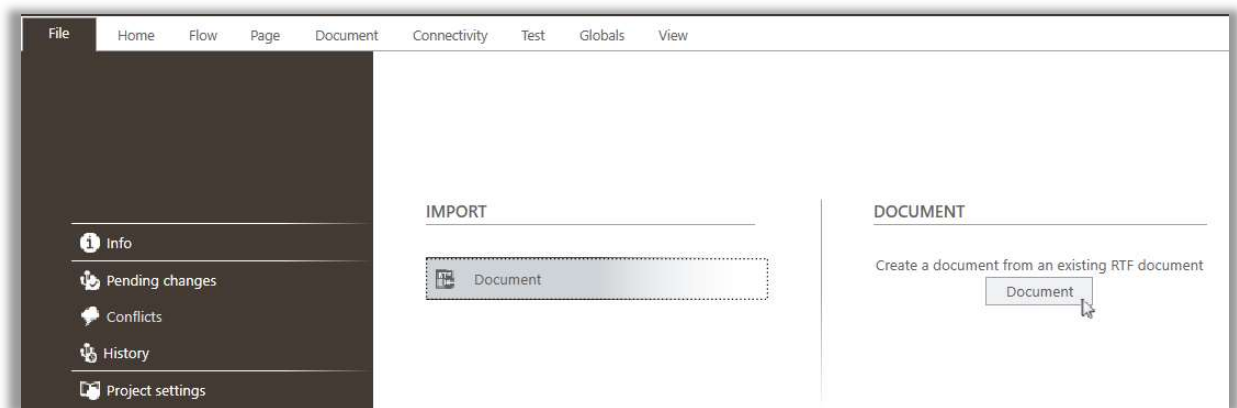 File Home Flow Page Document Connectivity Test Globals View
IMPORT
DOCUMENT
Info
Document
Create a document from an existing RTF document
Document
Pending changes
Conflicts
History
Project settings